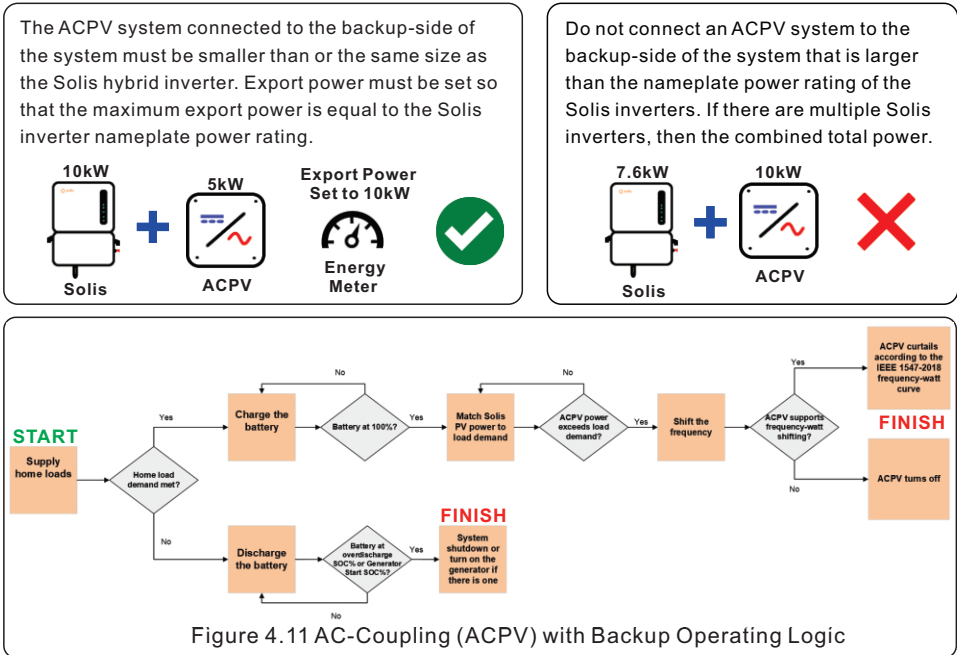 The ACPV system connected to the backup-side of
the system must be smaller than or the same size as
the Solis hybrid inverter. Export power must be set so
that the maximum export power is equal to the Solis
inverter nameplate power rating.
10kW
5kW
Export Power
Set to 10kW
Solis
ACPV
Energy
Meter
Do not connect an ACPV system to the
backup-side of the system that is larger
than the nameplate power rating of the
Solis inverters. If there are multiple Solis
inverters, then the combined total power.
7.6kW
10kW
Solis
ACPV
START
Supply
home loads
Home load
demand met?
Yes
Charge the
battery
No
Battery at 100%?
Yes
Match Solis
PV power to
load demand
No
ACPV power
exceeds load
demand?
Yes
Shift the
frequency
ACPV supports
frequency-watt
shifting?
Yes
ACPV curtails
according to the
IEEE 1547-2018
frequency-watt
curve
FINISH
No
ACPV turns off
No
Discharge
the battery
Battery at
overdischarge
SOC% or Generator
Start SOC%?
Yes
No
FINISH
System
shutdown or
turn on the
generator if
there is one
Figure 4.11 AC-Coupling (ACPV) with Backup Operating Logic